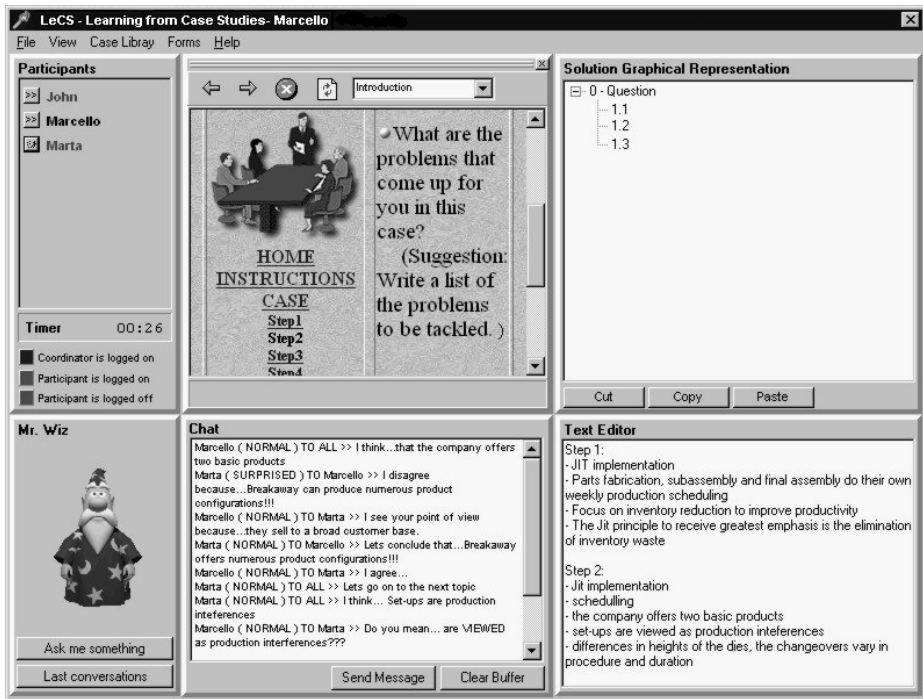 LeCS - Learning from Case Studies- Marcello
File View Case Libray Forms Help
Participants
John
Marcello
Marta
Timer 00:26
Coordinator is logged on
Participant is logged on
Participant is logged off
Introduction
HOME
INSTRUCTIONS
CASE
Step1
Step2
Step3
Step4
What are the
problems that
come up for
you in this
case?
(Suggestion:
Write a list of
the problems
to be tackled. )
Solution Graphical Representation
0 - Question
1.1
1.2
1.3
Cut Copy Paste
Mr. Wiz
Ask me something
Last conversations
Chat
Marcello ( NORMAL ) TO ALL >> I think...that the company offers
two basic products
Marta ( SURPRISED ) TO Marcello >> I disagree
because...Breakaway can produce numerous product
configurations!!!
Marcello ( NORMAL ) TO Marta >> I see your point of view
because...they sell to a broad customer base.
Marta ( NORMAL ) TO Marcello >> Lets conclude that...Breakaway
offers numerous product configurations!!!
Marcello ( NORMAL ) TO Marta >> I agree...
Marta ( NORMAL ) TO ALL >> Lets go on to the next topic
Marta ( NORMAL ) TO ALL >> I think... Set-ups are production
inteferences
Marcello ( NORMAL ) TO Marta >> Do you mean... are VIEWED
as production interferences???
Send Message Clear Buffer
Text Editor
Step 1:
- JIT implementation
- Parts fabrication, subassembly and final assembly do their own
weekly production scheduling
- Focus on inventory reduction to improve productivity
- The Jit principle to receive greatest emphasis is the elimination
of inventory waste
Step 2:
- Jit implementation
- schedulling
- the company offers two basic products
- set-ups are viewed as production inteferences
- differences in heights of the dies, the changeovers vary in
procedure and duration